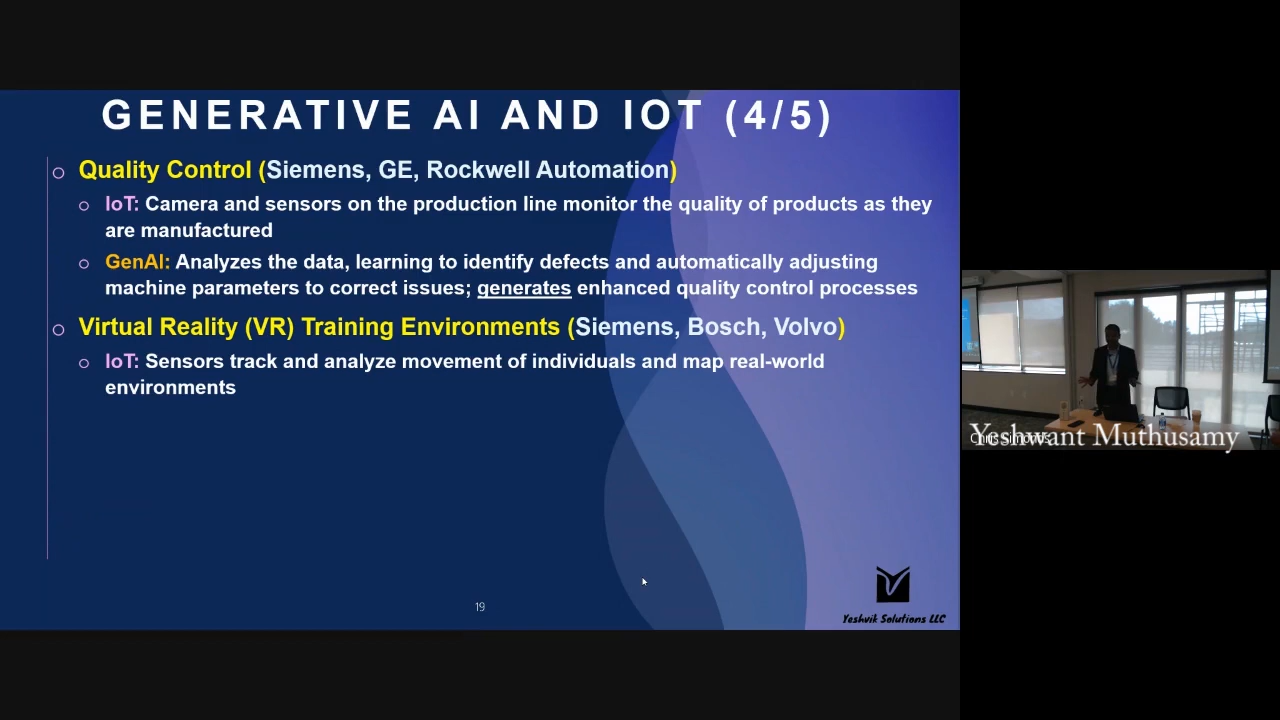 GENERATIVE AI AND IOT (4/5)
o Quality Control (Siemens, GE, Rockwell Automation)
o IoT: Camera and sensors on the production line monitor the quality of products as they
are manufactured
o GenAI: Analyzes the data, learning to identify defects and automatically adjusting
machine parameters to correct issues; generates enhanced quality control processes
o Virtual Reality (VR) Training Environments (Siemens, Bosch, Volvo)
o IoT: Sensors track and analyze movement of individuals and map real-world
environments
19
Yeshvik Solutions LLC
Yeshwant Muthusamy